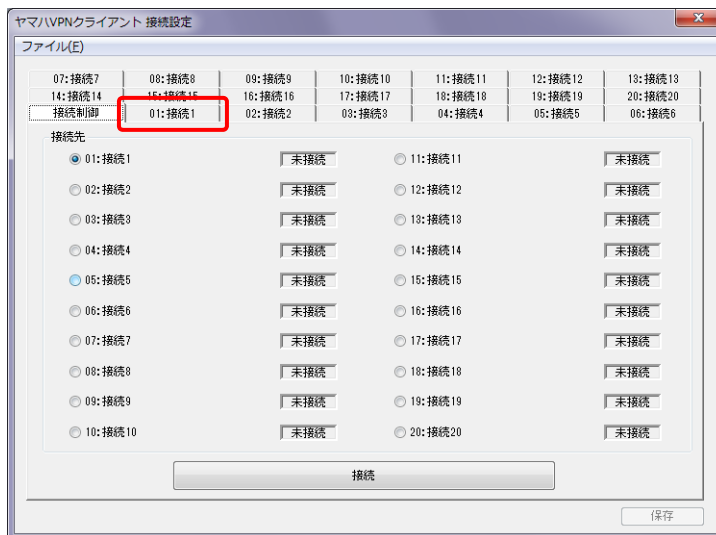 ヤマハVPNクライアント 接続設定
ファイル(F)
07:接続7 08:接続8 09:接続9 10:接続10 11:接続11 12:接続12 13:接続13
14:接続14 15:接続15 16:接続16 17:接続17 18:接続18 19:接続19 20:接続20
接続制御 01:接続1 02:接続2 03:接続3 04:接続4 05:接続5 06:接続6
接続先
01:接続1 未接続 11:接続11 未接続
02:接続2 未接続 12:接続12 未接続
03:接続3 未接続 13:接続13 未接続
04:接続4 未接続 14:接続14 未接続
05:接続5 未接続 15:接続15 未接続
06:接続6 未接続 16:接続16 未接続
07:接続7 未接続 17:接続17 未接続
08:接続8 未接続 18:接続18 未接続
09:接続9 未接続 19:接続19 未接続
10:接続10 未接続 20:接続20 未接続
接続
保存